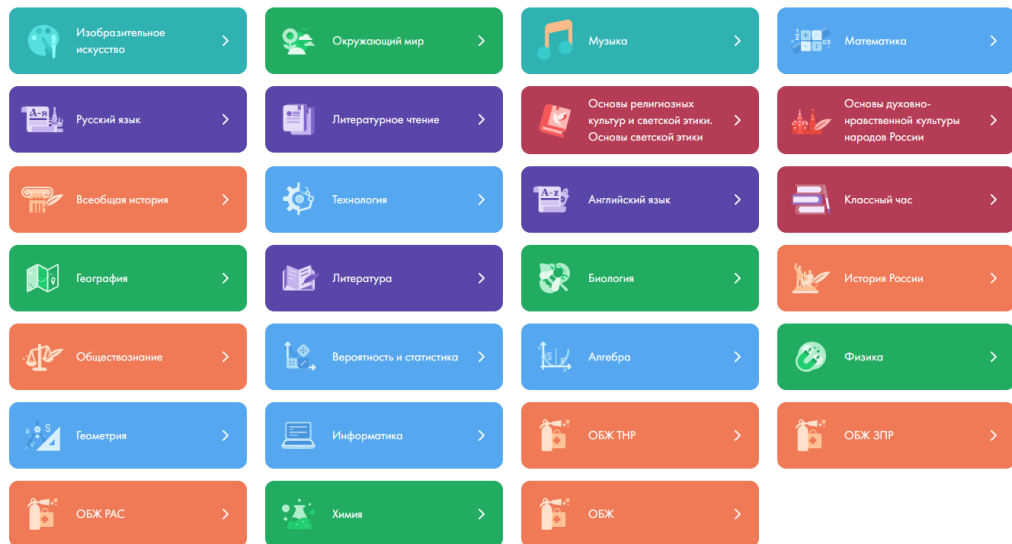 Изобразительное
искусство
Окружающий мир
Музыка
Математика
А-я
Русский язык
Литературное чтение
Основы религиозных
культур и светской этики.
Основы светской этики
Основы духовно-
нравственной культуры
народов России
Всеобщая история
Технология
A-z
Английский язык
Классный час
География
Литература
Биология
История России
Обществознание
Вероятность и статистика
Алгебра
Физика
S
Геометрия
Информатика
ОБЖ ТНР
ОБЖ ЗПР
ОБЖ РАС
Химия
ОБЖ